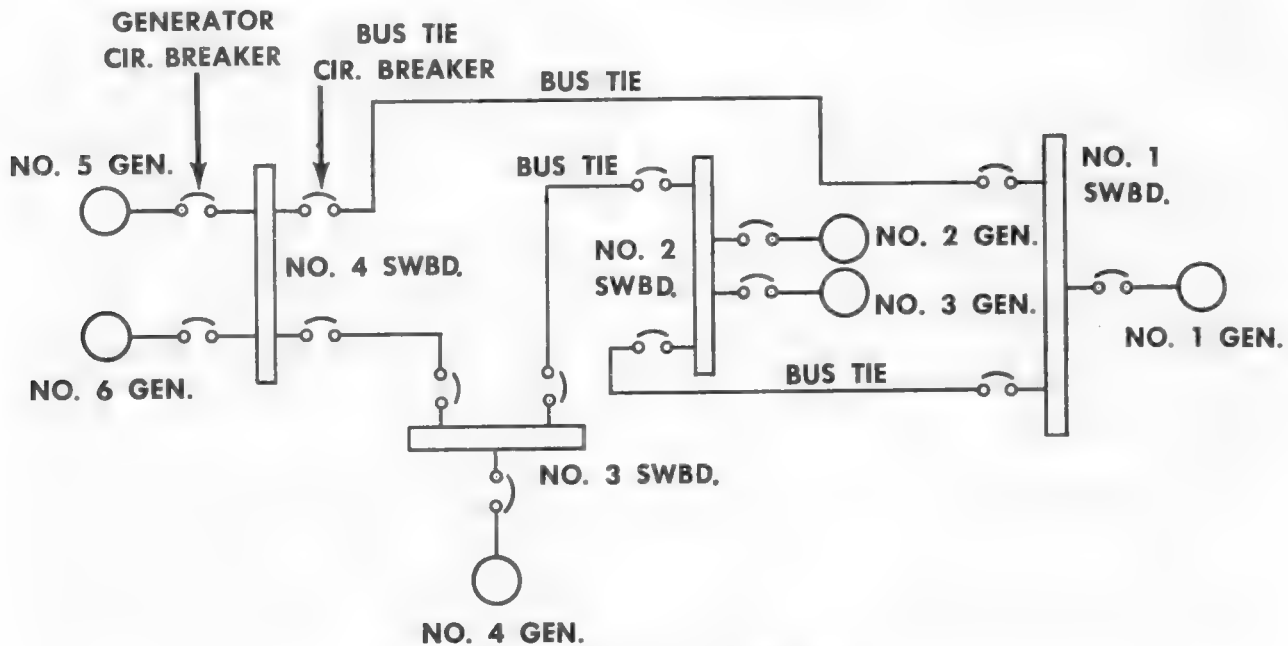 GENERATOR
CIR. BREAKER
BUS TIE
CIR. BREAKER
BUS TIE
NO. 5 GEN.
BUS TIE
NO. 1
SWBD.
NO. 2 GEN.
NO. 4 SWBD.
NO. 2
SWBD.
NO. 3 GEN.
NO. 1 GEN.
NO. 6 GEN.
BUS TIE
NO. 3 SWBD.
NO. 4 GEN.